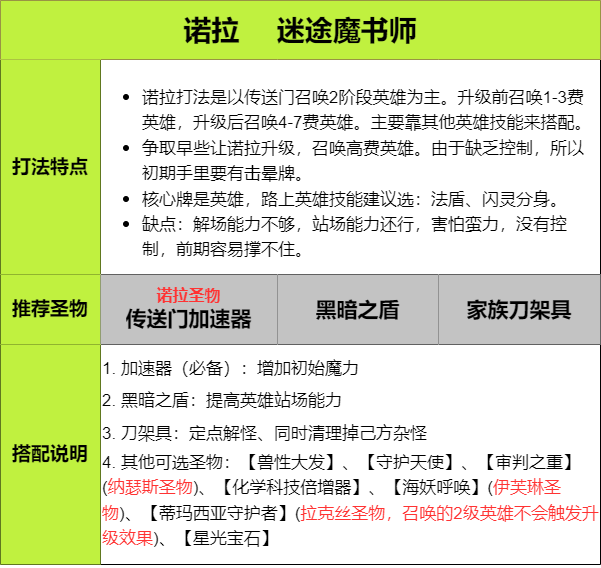 诺拉 迷途魔书师
打法特点
• 诺拉打法是以传送门召唤2阶段英雄为主。升级前召唤1-3费
英雄，升级后召唤4-7费英雄。主要靠其他英雄技能来搭配。
• 争取早些让诺拉升级，召唤高费英雄。由于缺乏控制，所以
初期手里要有击晕牌。
• 核心牌是英雄，路上英雄技能建议选：法盾、闪灵分身。
• 缺点：解场能力不够，站场能力还行，害怕蛮力，没有控
制，前期容易撑不住。
推荐圣物
诺拉圣物
传送门加速器
黑暗之盾
家族刀架具
搭配说明
1. 加速器（必备）：增加初始魔力
2. 黑暗之盾：提高英雄站场能力
3. 刀架具：定点解怪、同时清理掉己方杂怪
4. 其他可选圣物：【兽性大发】、【守护天使】、【审判之重】
(纳瑟斯圣物)、【化学科技倍增器】、【海妖呼唤】(伊芙琳圣
物)、【蒂玛西亚守护者】(拉克丝圣物，召唤的2级英雄不会触发升
级效果)、【星光宝石】